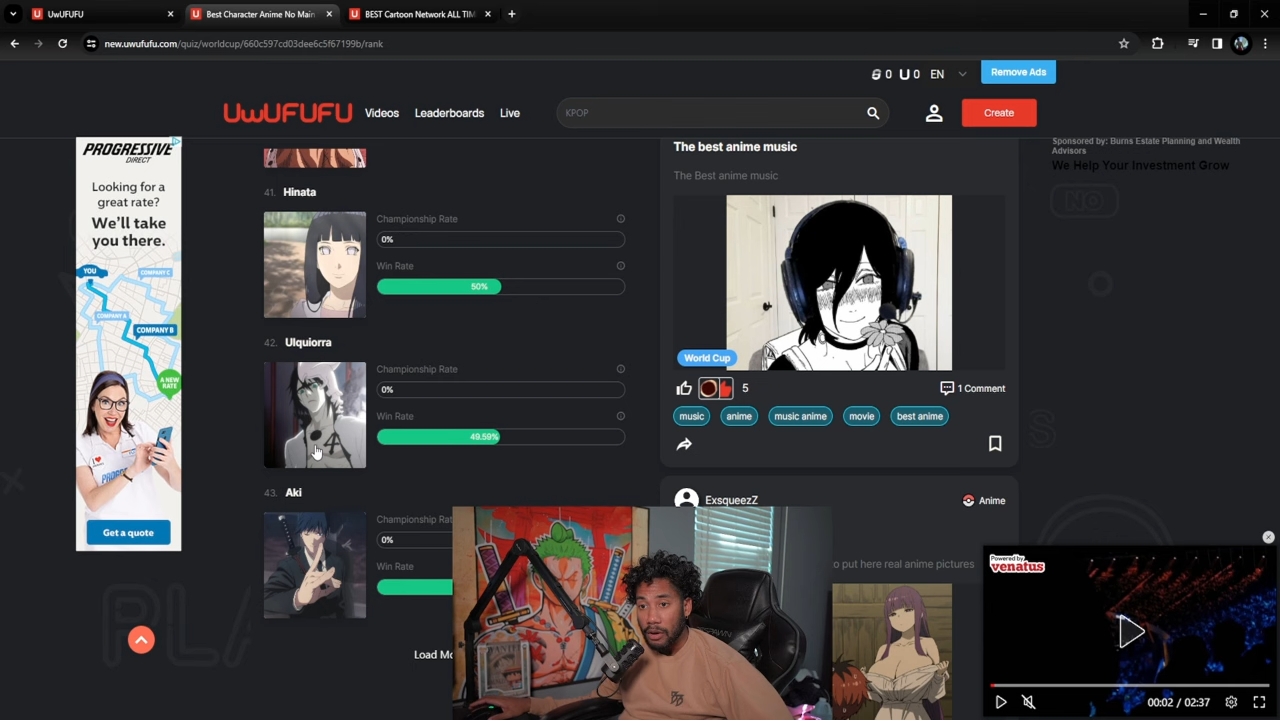 UwUFUFU
Best Character Anime No Main
BEST Cartoon Network ALL TIM
new.uwufufu.com/quiz/worldcup/660c597cd03dee6c5f67199b/rank
0
0
EN
Remove Ads
UwUFUFU
Videos
Leaderboards
Live
KPOP
Create
PROGRESSIVE
DIRECT
Looking for a
great rate?
We'll take
you there.
YOU
COMPANY C
COMPANY A
COMPANY B
A NEW
RATE
Get a quote
41. Hinata
Championship Rate
0%
Win Rate
50%
42. Ulquiorra
Championship Rate
0%
Win Rate
49.59%
43. Aki
Championship Rat
0%
Win Rate
Load Mo
The best anime music
The Best anime music
World Cup
5
1 Comment
music
anime
music anime
movie
best anime
ExsqueezZ
Anime
o put here real anime pictures
Sponsored by: Burns Estate Planning and Wealth
Advisors
We Help Your Investment Grow
NO
Powered by
venatus
00:02 / 02:37